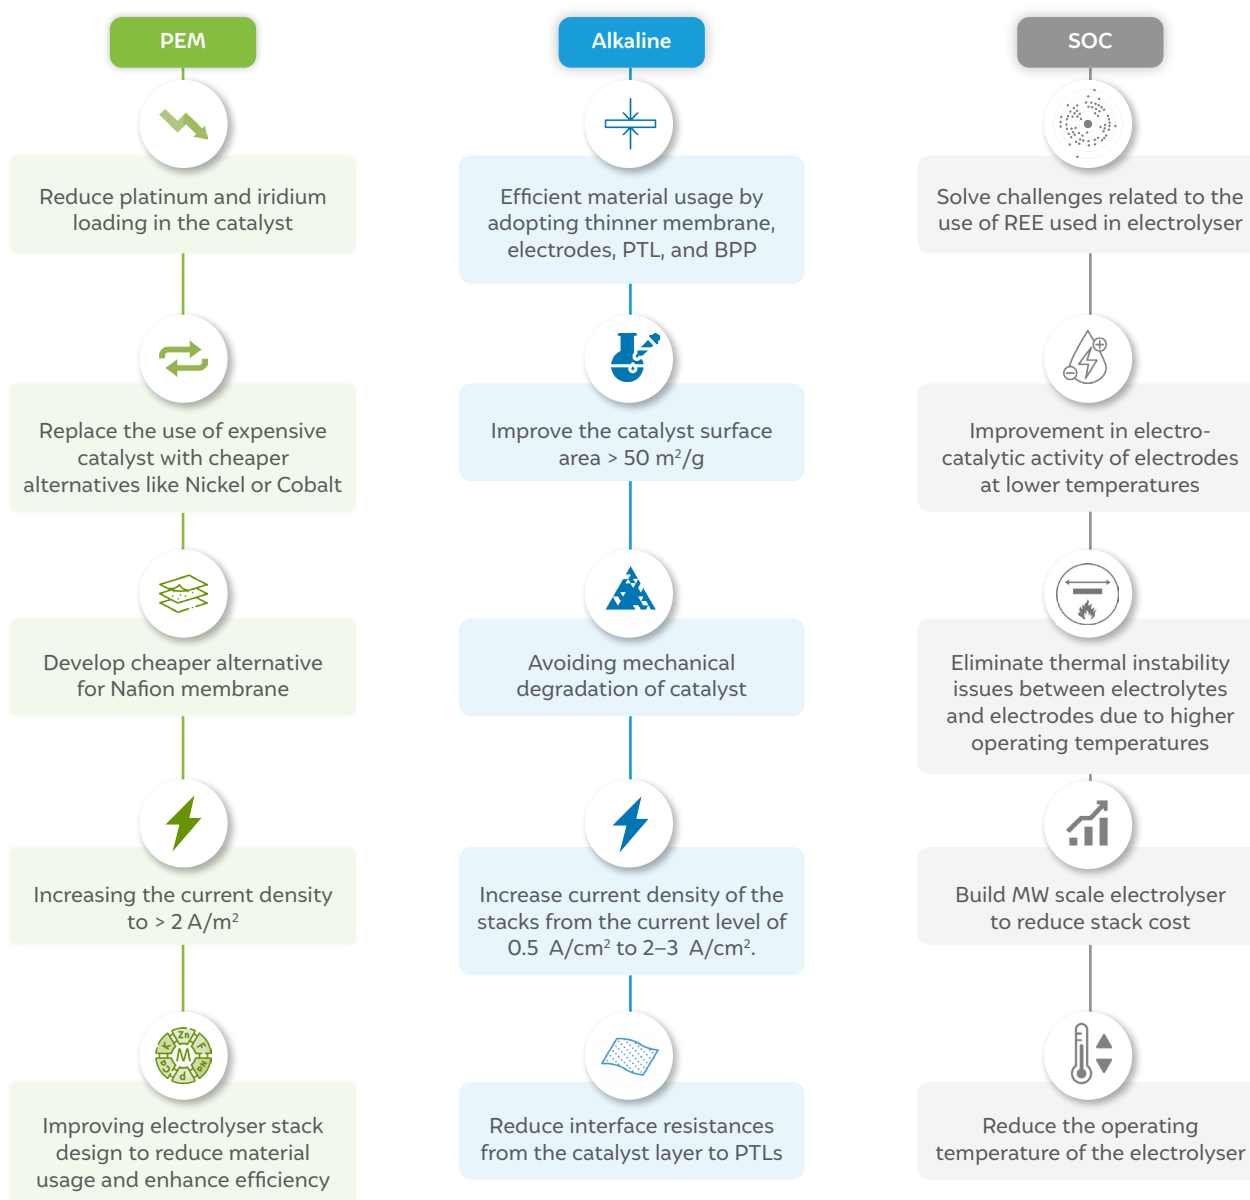 PEM
Reduce platinum and iridium
loading in the catalyst
Replace the use of expensive
catalyst with cheaper
alternatives like Nickel or Cobalt
Develop cheaper alternative
for Nafion membrane
Increasing the current density
to > 2 A/m²
Zn
F
Na
P
Ca
K
M
Improving electrolyser stack
design to reduce material
usage and enhance efficiency
Alkaline
Efficient material usage by
adopting thinner membrane,
electrodes, PTL, and BPP
Improve the catalyst surface
area > 50 m²/g
Avoiding mechanical
degradation of catalyst
Increase current density of the
stacks from the current level of
0.5 A/cm² to 2–3 A/cm².
Reduce interface resistances
from the catalyst layer to PTLs
SOC
Solve challenges related to the
use of REE used in electrolyser
Improvement in electro-
catalytic activity of electrodes
at lower temperatures
Eliminate thermal instability
issues between electrolytes
and electrodes due to higher
operating temperatures
Build MW scale electrolyser
to reduce stack cost
Reduce the operating
temperature of the electrolyser